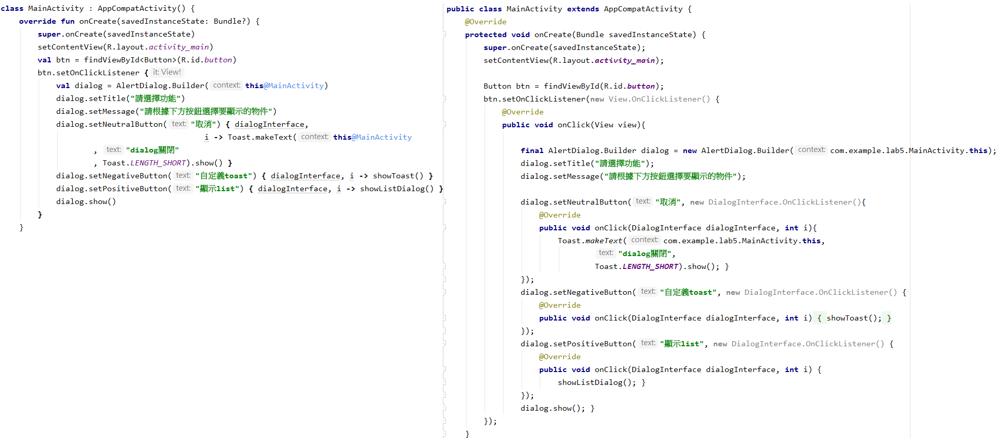 class MainActivity : AppCompatActivity() {
override fun onCreate(savedInstanceState: Bundle?) {
super.onCreate(savedInstanceState)
setContentView(R.layout.activity_main)
val btn = findViewById<Button>(R.id.button)
btn.setOnClickListener { it: View!
val dialog = AlertDialog.Builder( context: this@MainActivity)
dialog.setTitle("請選擇功能")
dialog.setMessage("請根據下方按鈕選擇要顯示的物件")
dialog.setNeutralButton( text: "取消") { dialogInterface,
i -> Toast.makeText( context: this@MainActivity
, text: "dialog關閉"
, Toast.LENGTH_SHORT).show() }
dialog.setNegativeButton( text: "自定義toast") { dialogInterface, i -> showToast() }
dialog.setPositiveButton( text: "顯示list") { dialogInterface, i -> showListDialog() }
dialog.show()
}
}
public class MainActivity extends AppCompatActivity {
@Override
protected void onCreate(Bundle savedInstanceState) {
super.onCreate(savedInstanceState);
setContentView(R.layout.activity_main);
Button btn = findViewById(R.id.button);
btn.setOnClickListener(new View.OnClickListener() {
@Override
public void onClick(View view){
final AlertDialog.Builder dialog = new AlertDialog.Builder( context: com.example.lab5.MainActivity.this);
dialog.setTitle("請選擇功能");
dialog.setMessage("請根據下方按鈕選擇要顯示的物件");
dialog.setNeutralButton( text: "取消", new DialogInterface.OnClickListener(){
@Override
public void onClick(DialogInterface dialogInterface, int i){
Toast.makeText( context: com.example.lab5.MainActivity.this,
text: "dialog關閉",
Toast.LENGTH_SHORT).show(); }
});
dialog.setNegativeButton( text: "自定義toast", new DialogInterface.OnClickListener() {
@Override
public void onClick(DialogInterface dialogInterface, int i) { showToast(); }
});
dialog.setPositiveButton( text: "顯示list", new DialogInterface.OnClickListener() {
@Override
public void onClick(DialogInterface dialogInterface, int i) {
showListDialog(); }
});
dialog.show(); }
});
}